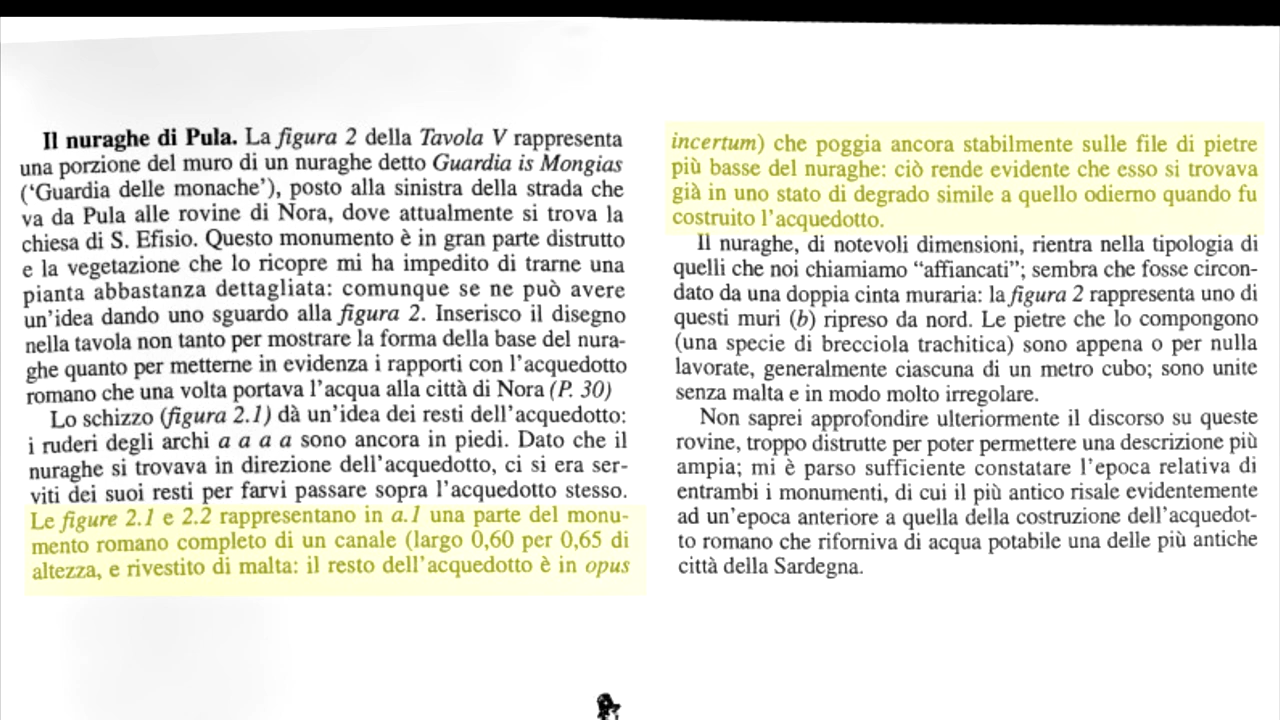 Il nuraghe di Pula. La figura 2 della Tavola V rappresenta
una porzione del muro di un nuraghe detto Guardia is Mongias
(‘Guardia delle monache’), posto alla sinistra della strada che
va da Pula alle rovine di Nora, dove attualmente si trova la
chiesa di S. Efisio. Questo monumento è in gran parte distrutto
e la vegetazione che lo ricopre mi ha impedito di trarne una
pianta abbastanza dettagliata: comunque se ne può avere
un’idea dando uno sguardo alla figura 2. Inserisco il disegno
nella tavola non tanto per mostrare la forma della base del nura-
ghe quanto per metterne in evidenza i rapporti con l’acquedotto
romano che una volta portava l’acqua alla città di Nora (P. 30)
Lo schizzo (figura 2.1) dà un’idea dei resti dell’acquedotto:
i ruderi degli archi a a a a sono ancora in piedi. Dato che il
nuraghe si trovava in direzione dell’acquedotto, ci si era ser-
viti dei suoi resti per farvi passare sopra l’acquedotto stesso.
Le figure 2.1 e 2.2 rappresentano in a.1 una parte del monu-
mento romano completo di un canale (largo 0,60 per 0,65 di
altezza, e rivestito di malta: il resto dell’acquedotto è in opus
incertum) che poggia ancora stabilmente sulle file di pietre
più basse del nuraghe: ciò rende evidente che esso si trovava
già in uno stato di degrado simile a quello odierno quando fu
costruito l’acquedotto.
Il nuraghe, di notevoli dimensioni, rientra nella tipologia di
quelli che noi chiamiamo “affiancati”; sembra che fosse circon-
dato da una doppia cinta muraria: la figura 2 rappresenta uno di
questi muri (b) ripreso da nord. Le pietre che lo compongono
(una specie di brecciola trachitica) sono appena o per nulla
lavorate, generalmente ciascuna di un metro cubo; sono unite
senza malta e in modo molto irregolare.
Non saprei approfondire ulteriormente il discorso su queste
rovine, troppo distrutte per poter permettere una descrizione più
ampia; mi è parso sufficiente constatare l’epoca relativa di
entrambi i monumenti, di cui il più antico risale evidentemente
ad un’epoca anteriore a quella della costruzione dell’acquedot-
to romano che riforniva di acqua potabile una delle più antiche
città della Sardegna.